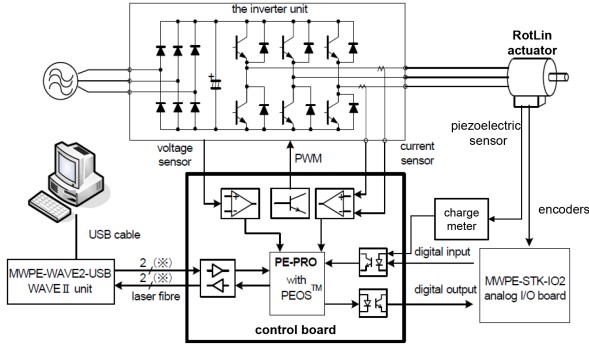 the inverter unit
RotLin
actuator
+
voltage
sensor
PWM
current
sensor
piezoelectric
sensor
encoders
charge
meter
USB cable
+
-
+
-
MWPE-WAVE2-USB
WAVEⅡ unit
2 (※)
2 (※)
laser fibre
PE-PRO
with
PEOS™
control board
digital input
digital output
MWPE-STK-IO2
analog I/O board